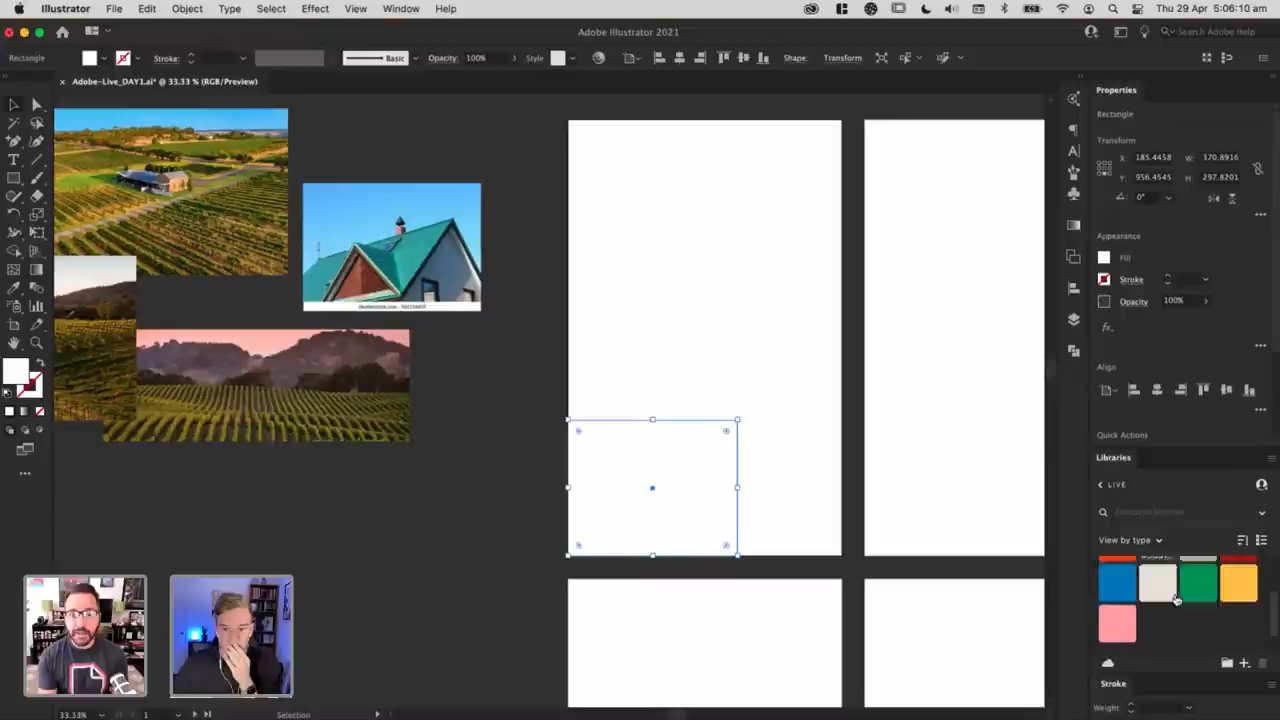 Illustrator File Edit Object Type Select Effect View Window Help
Thu 29 Apr 5:06:10 am
Adobe Illustrator 2021
Search Adobe Help
Rectangle Stroke: Basic Opacity: 100% Style Shape: Transform
× Adobe-Live_DAY1.ai* @ 33.33 % (RGB/Preview)
Properties
Rectangle
Transform
X 185.4458 W: 370.8916
Y: 956.4545 H: 297.8201
0°
Appearance
Fill
Stroke
Opacity 100%
fx.
Align
Quick Actions
Libraries
LIVE
View by type
Stroke
Weight:
33.33% 1 Selection